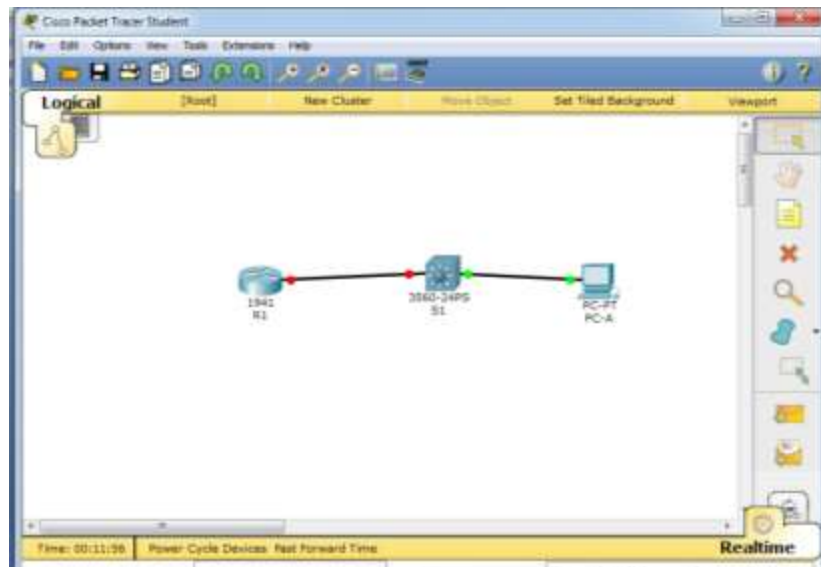 Cisco Packet Tracer Student
File Edit Options View Tools Extensions Help
Logical [Root] New Cluster Move Object Set Tiled Background Viewport
1941
R1
3560-24PS
S1
PC-PT
PC-A
Time: 00:11:56 Power Cycle Devices Fast Forward Time
Realtime